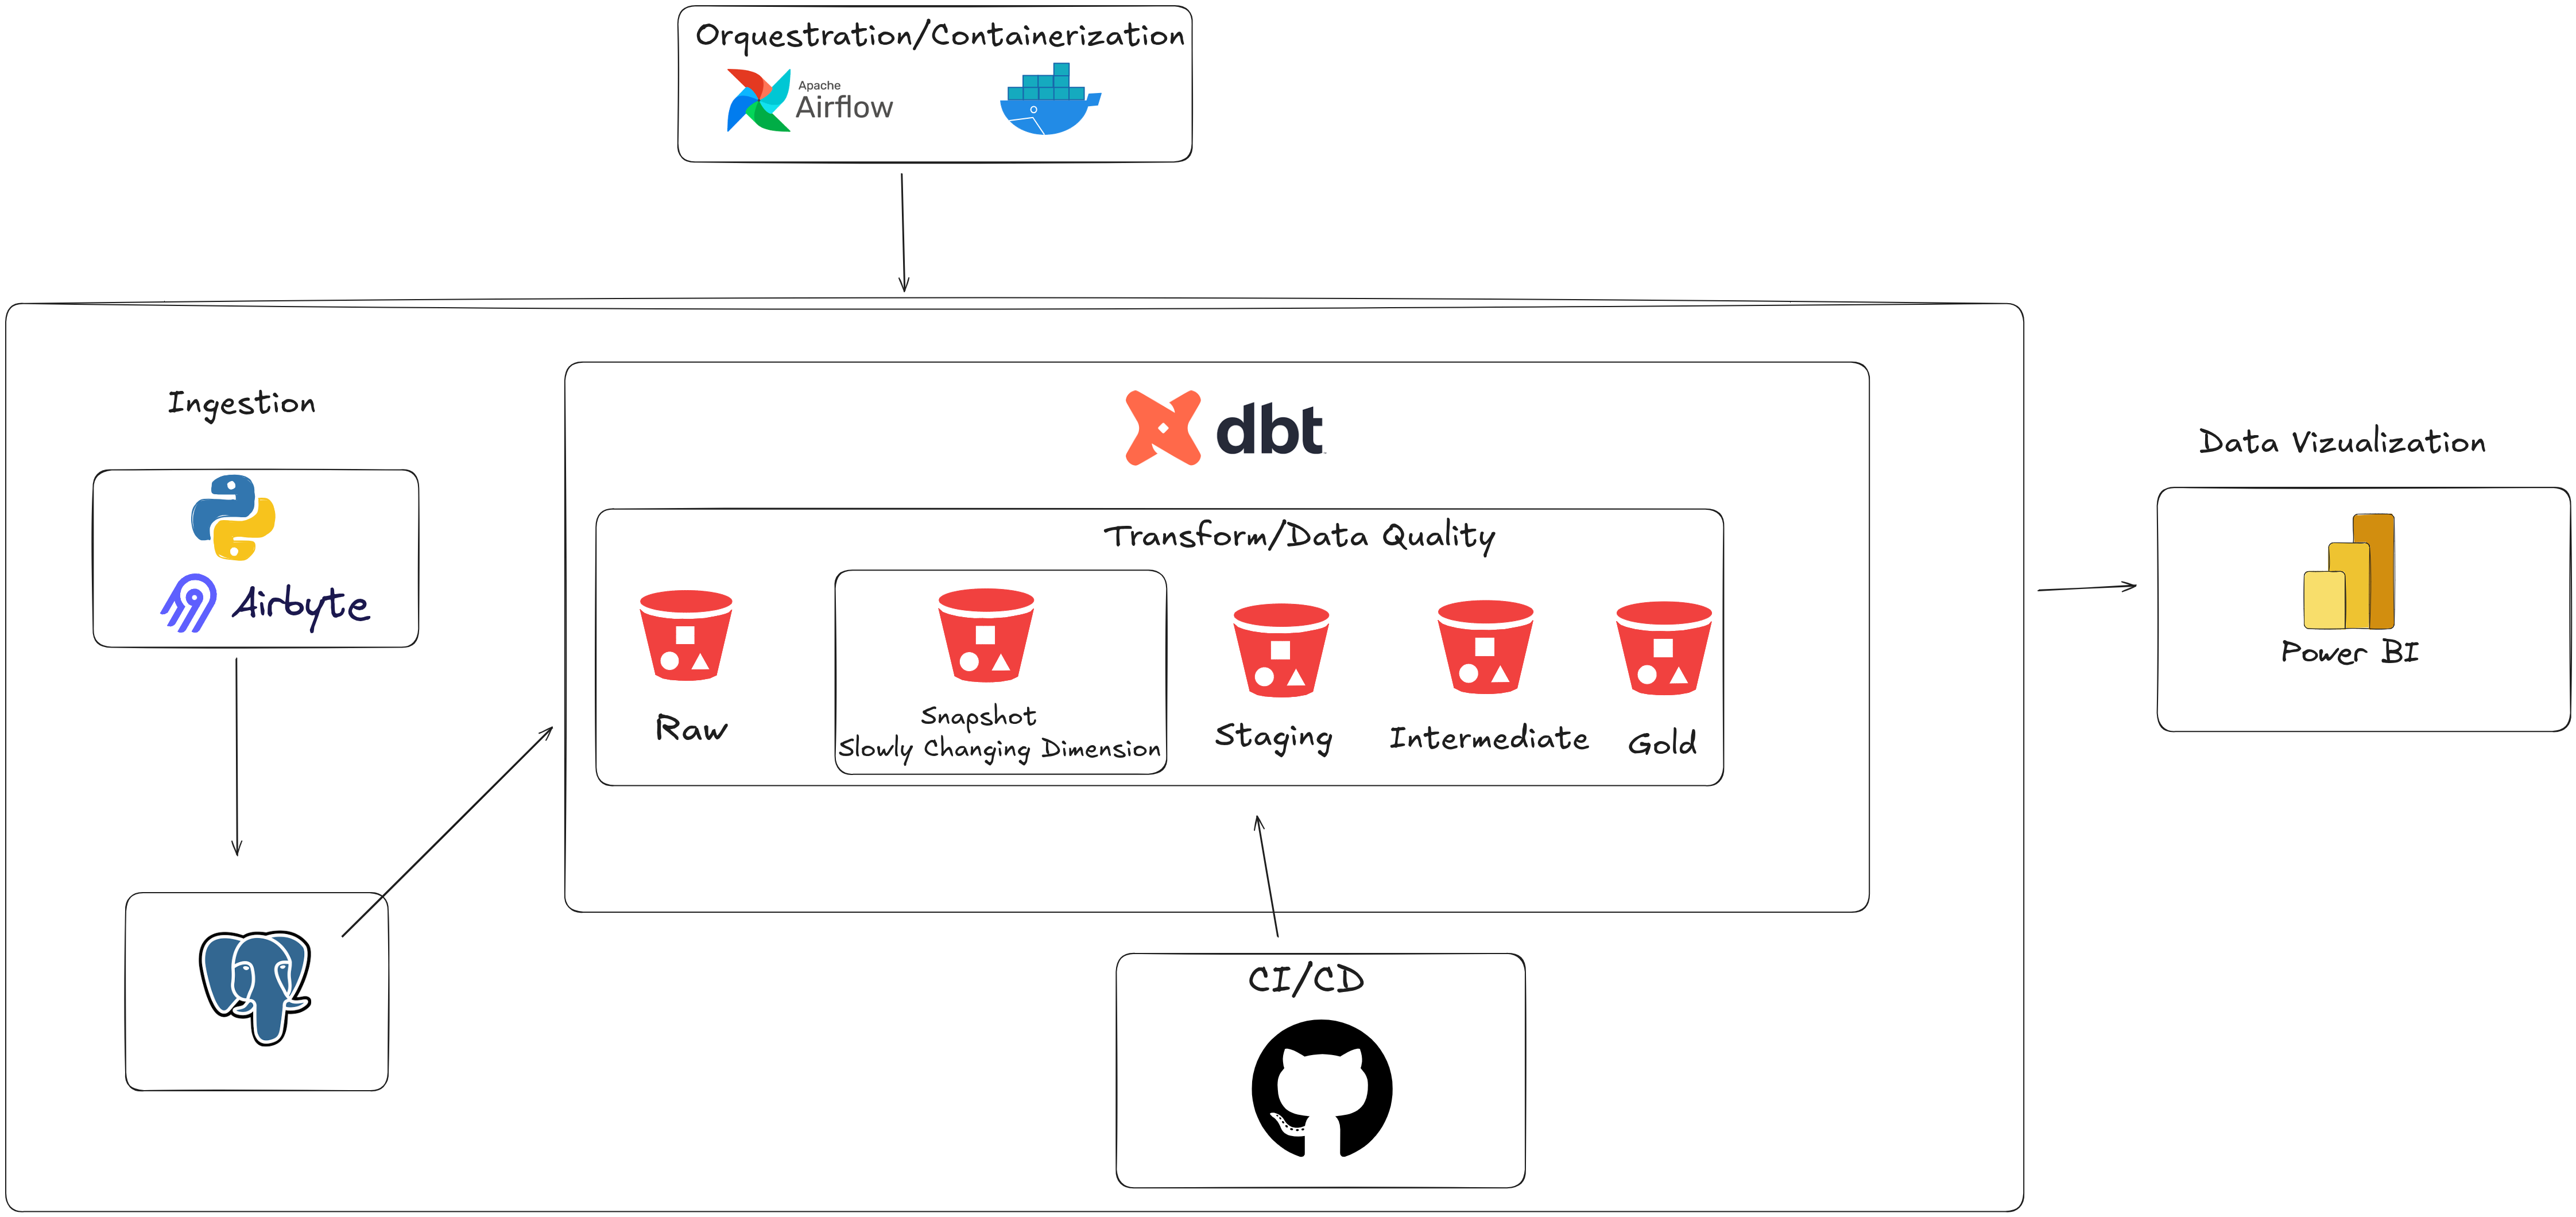 Orquestration/Containerization
Apache
Airflow
Ingestion
Airbyte
dbt
Transform/Data Quality
Raw
Snapshot
Slowly Changing Dimension
Staging
Intermediate
Gold
CI/CD
Data Vizualization
Power BI